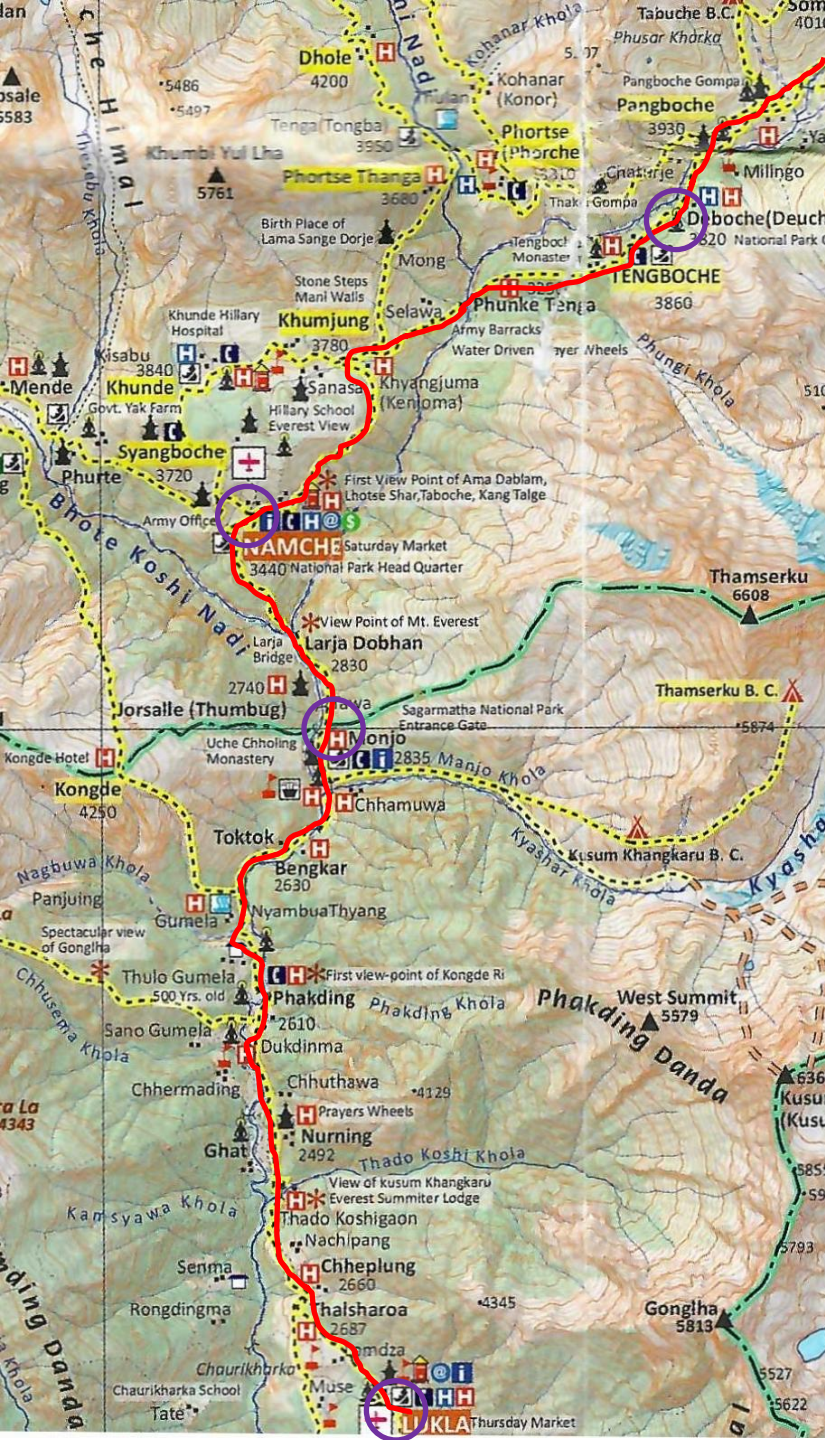 Tabuche B.C.
4010
Phusar Kharka
Kohanar Khola
Dhole
4200
Kohanar
(Konor)
Pangboche Gompa
Pangboche
3930
5486
5497
5583
Tenga(Tongba)
3950
Phortse
(Phorche
Khumbi Yul Lha
5761
Phortse Thanga
3680
Millingo
Birth Place of
Lama Sange Dorje
Deboche(Deuch
National Park
Mong
Tengboch
Monaster
TENGBOCHE
3860
Stone Steps
Mani Walls
Selawa
Phunke Tenga
Khunde Hillary
Hospital
Khumjung
3780
Army Barracks
Water Driven
ayer Wheels
Phungi Khola
Kisabu
3840
Khunde
Mende
Sanasa
Khyangjuma
(Kenjoma)
Govt. Yak Farm
Hillary School
Everest View
Syangboche
3720
Phurte
First View Point of Ama Dablam,
Lhotse Shar,Taboche, Kang Talge
Army Office
NAMCHE
Saturday Market
3440 National Park Head Quarter
Bhote Koshi Nadi
Thamserku
6608
View Point of Mt. Everest
Larja
Bridge
Larja Dobhan
2830
2740
Jorsalle (Thumbug)
Sagarmatha National Park
Entrance Gate
Thamserku B. C.
5874
Kongde Hotel
Uche Chholing
Monastery
Monjo
2835
Manjo Khola
Kongde
4250
Chhamuwa
Toktok
Bengkar
2630
Kyashar Khola
Kusum Khangkaru B. C.
Nagbuwa Khola
Panjuing
Gumela
NyambuaThyang
Spectacular view
of Gonglha
Thulo Gumela
500 Yrs. old
First view-point of Kongde Ri
Phakding
2610
Phakding Khola
Phakding Danda
West Summit
5579
Chhusema Khola
Sano Gumela
Dukdinma
Chhermading
Chhuthawa
4129
4343
Prayers Wheels
Nurning
2492
Ghat
Thado Koshi Khola
View of kusum Khangkaru
Everest Summiter Lodge
Thado Koshigaon
Nachipang
Senma
Chheplung
2660
5793
Rongdingma
Thalsharoa
2687
4345
Gonglha
5813
Chaurikharka
Chaurikharka School
Muse
5527
5622
Tate
LUKLA
Thursday Market